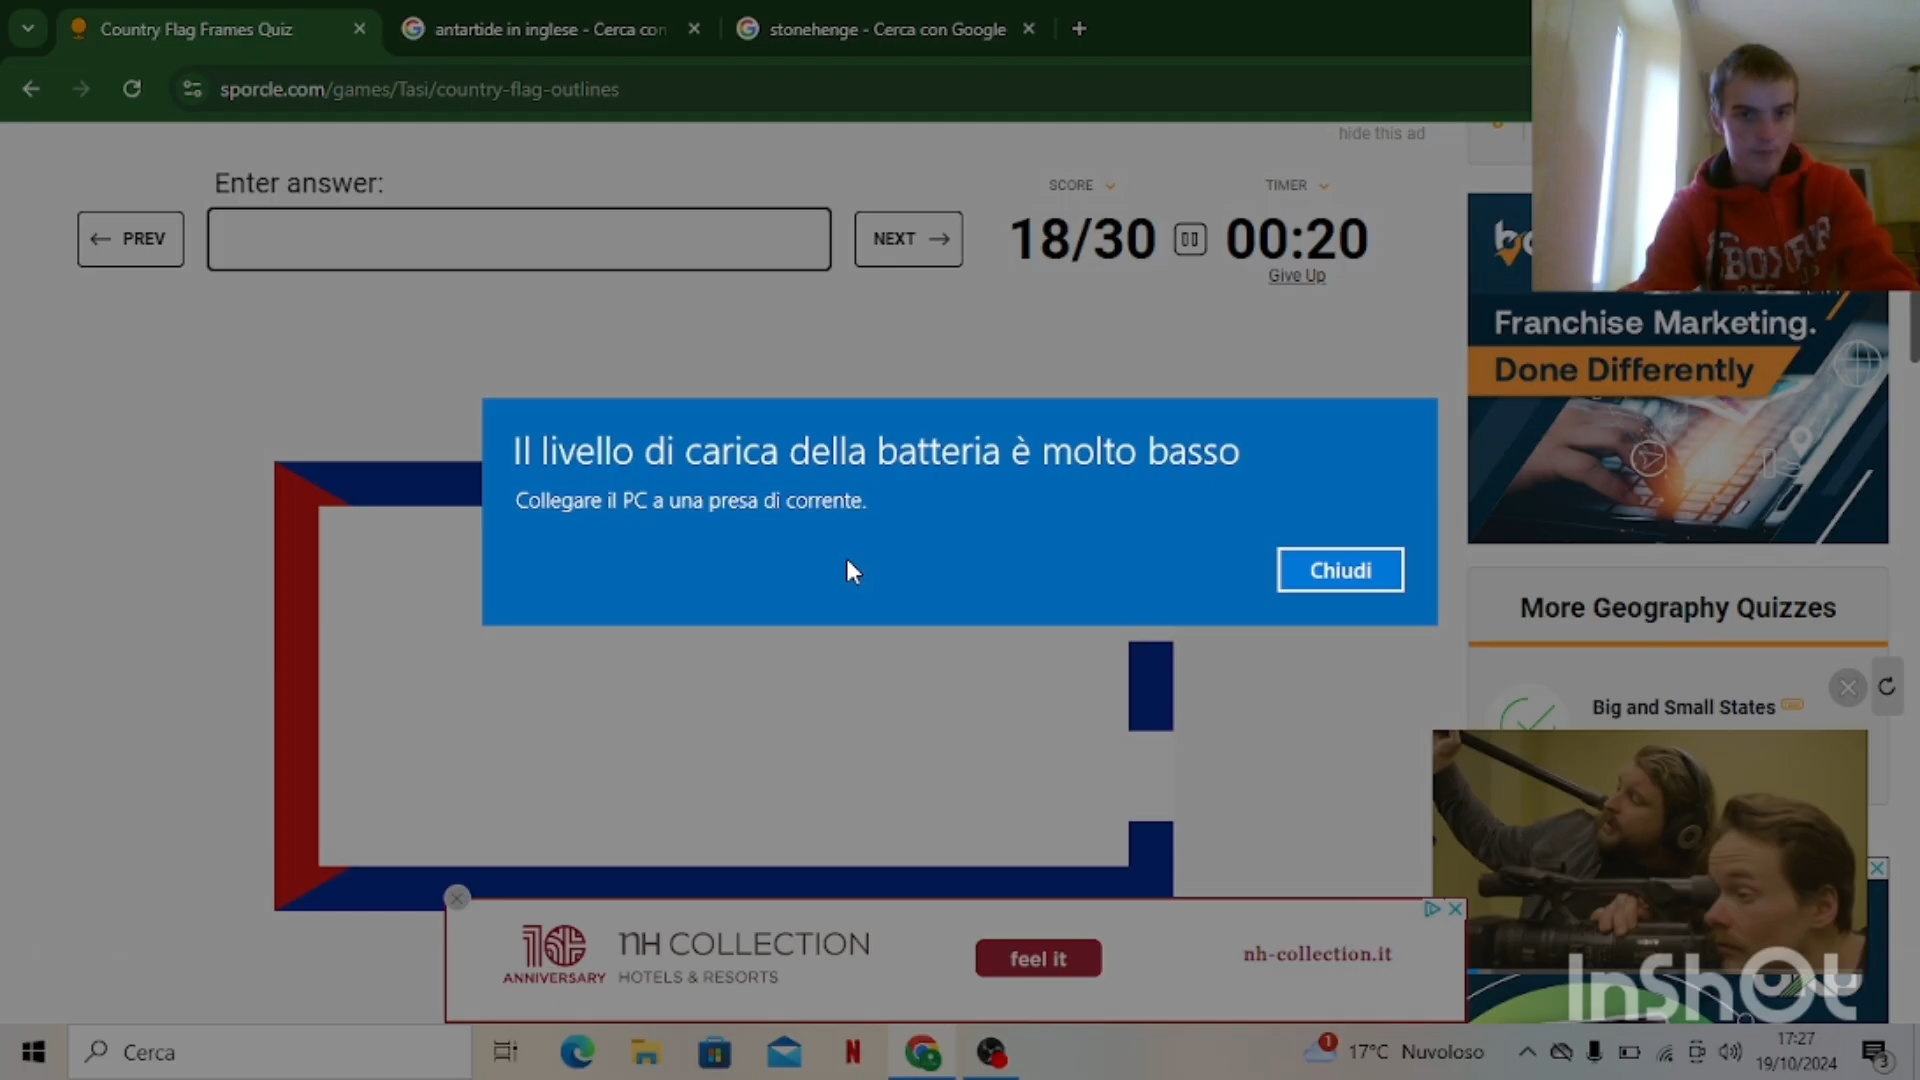 Country Flag Frames Quiz
antartide in inglese - Cerca con
stonehenge - Cerca con Google
sporcle.com/games/Tasi/country-flag-outlines
hide this ad
Enter answer:
SCORE
TIMER
← PREV
NEXT →
18/30
00:20
Give Up
Franchise Marketing.
Done Differently
Il livello di carica della batteria è molto basso
Collegare il PC a una presa di corrente.
Chiudi
More Geography Quizzes
Big and Small States
ANNIVERSARY
NH COLLECTION
HOTELS & RESORTS
feel it
nh-collection.it
InShOt
Cerca
1
17°C Nuvoloso
17:27
19/10/2024
3